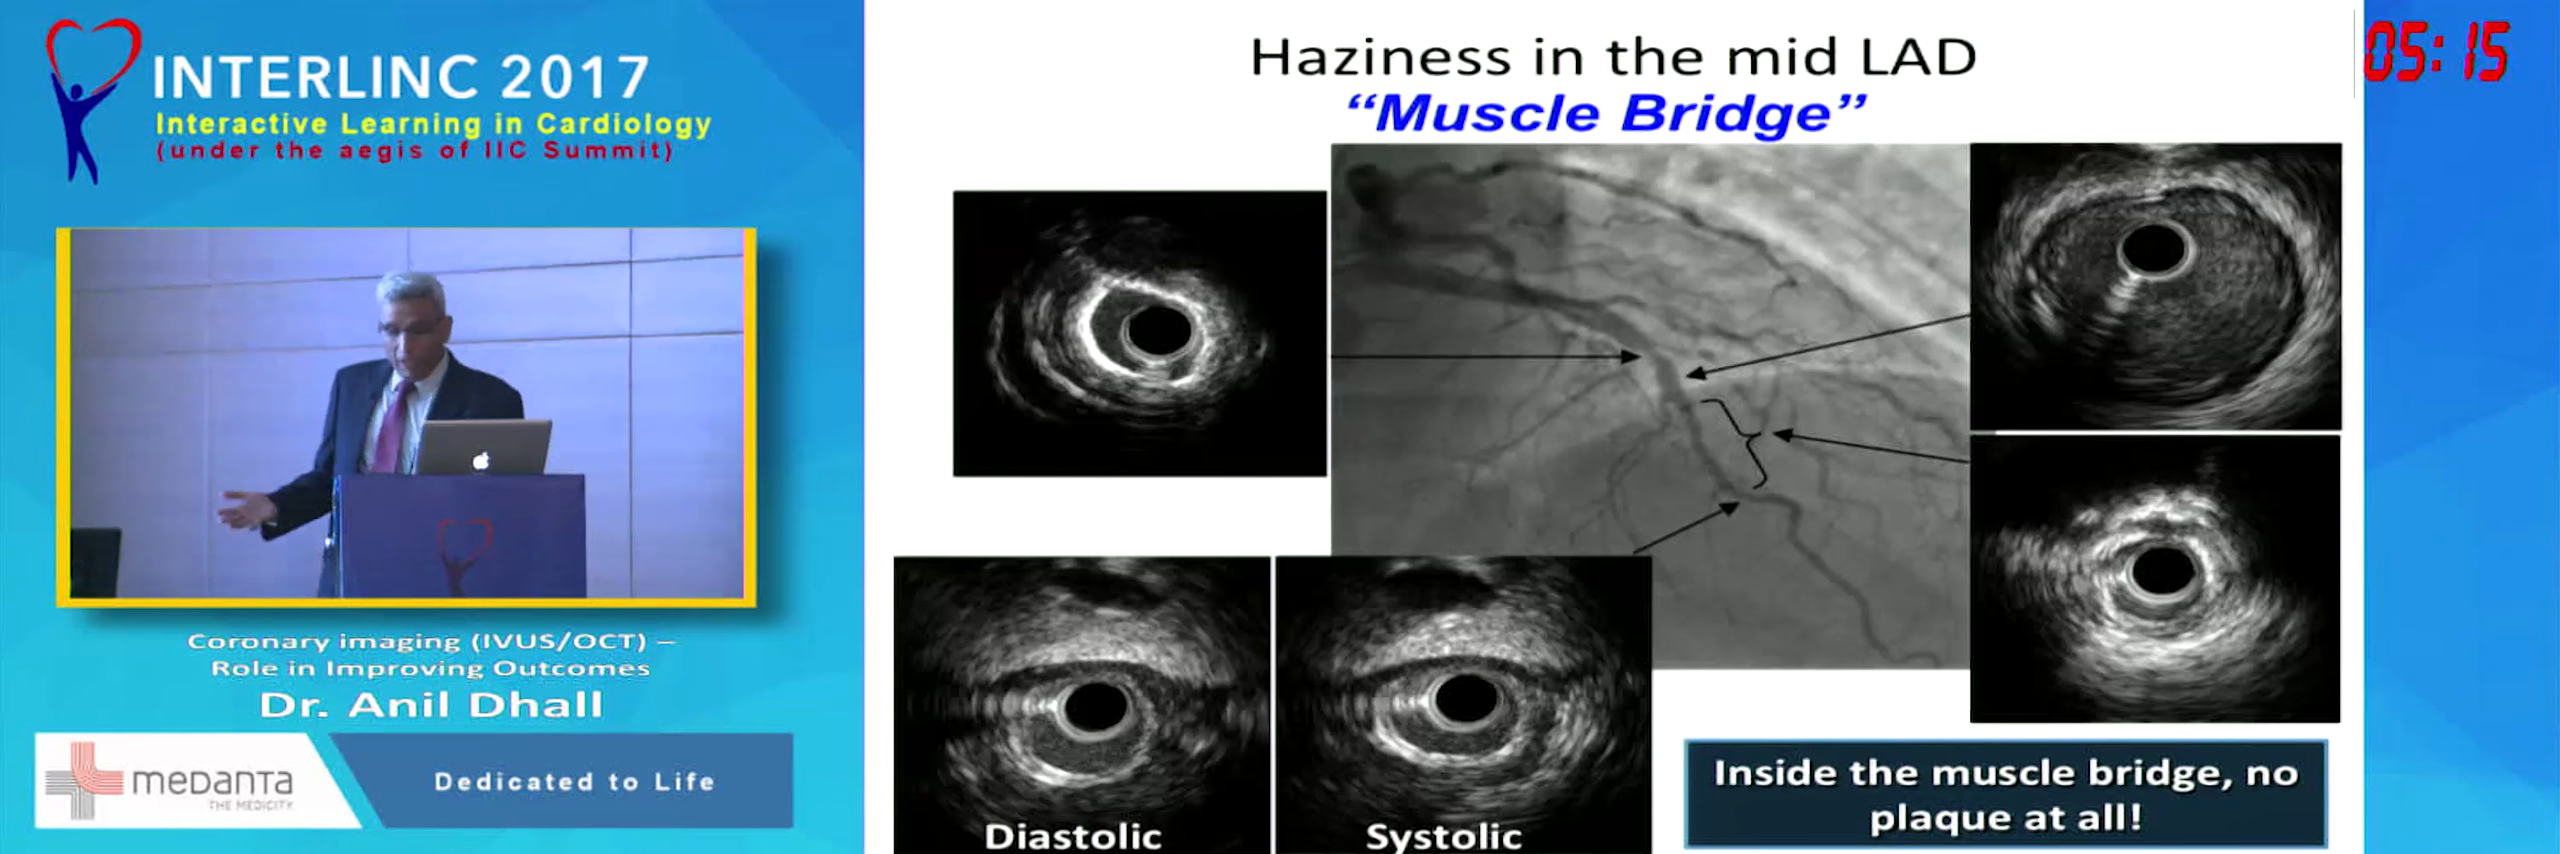 INTERLINC 2017
Interactive Learning in Cardiology
(under the aegis of IIC Summit)
Coronary imaging (IVUS/OCT) –
Role in Improving Outcomes
Dr. Anil Dhall
medanta
THE MEDICITY
Dedicated to Life
Haziness in the mid LAD
“Muscle Bridge”
05:15
Diastolic
Systolic
Inside the muscle bridge, no
plaque at all!